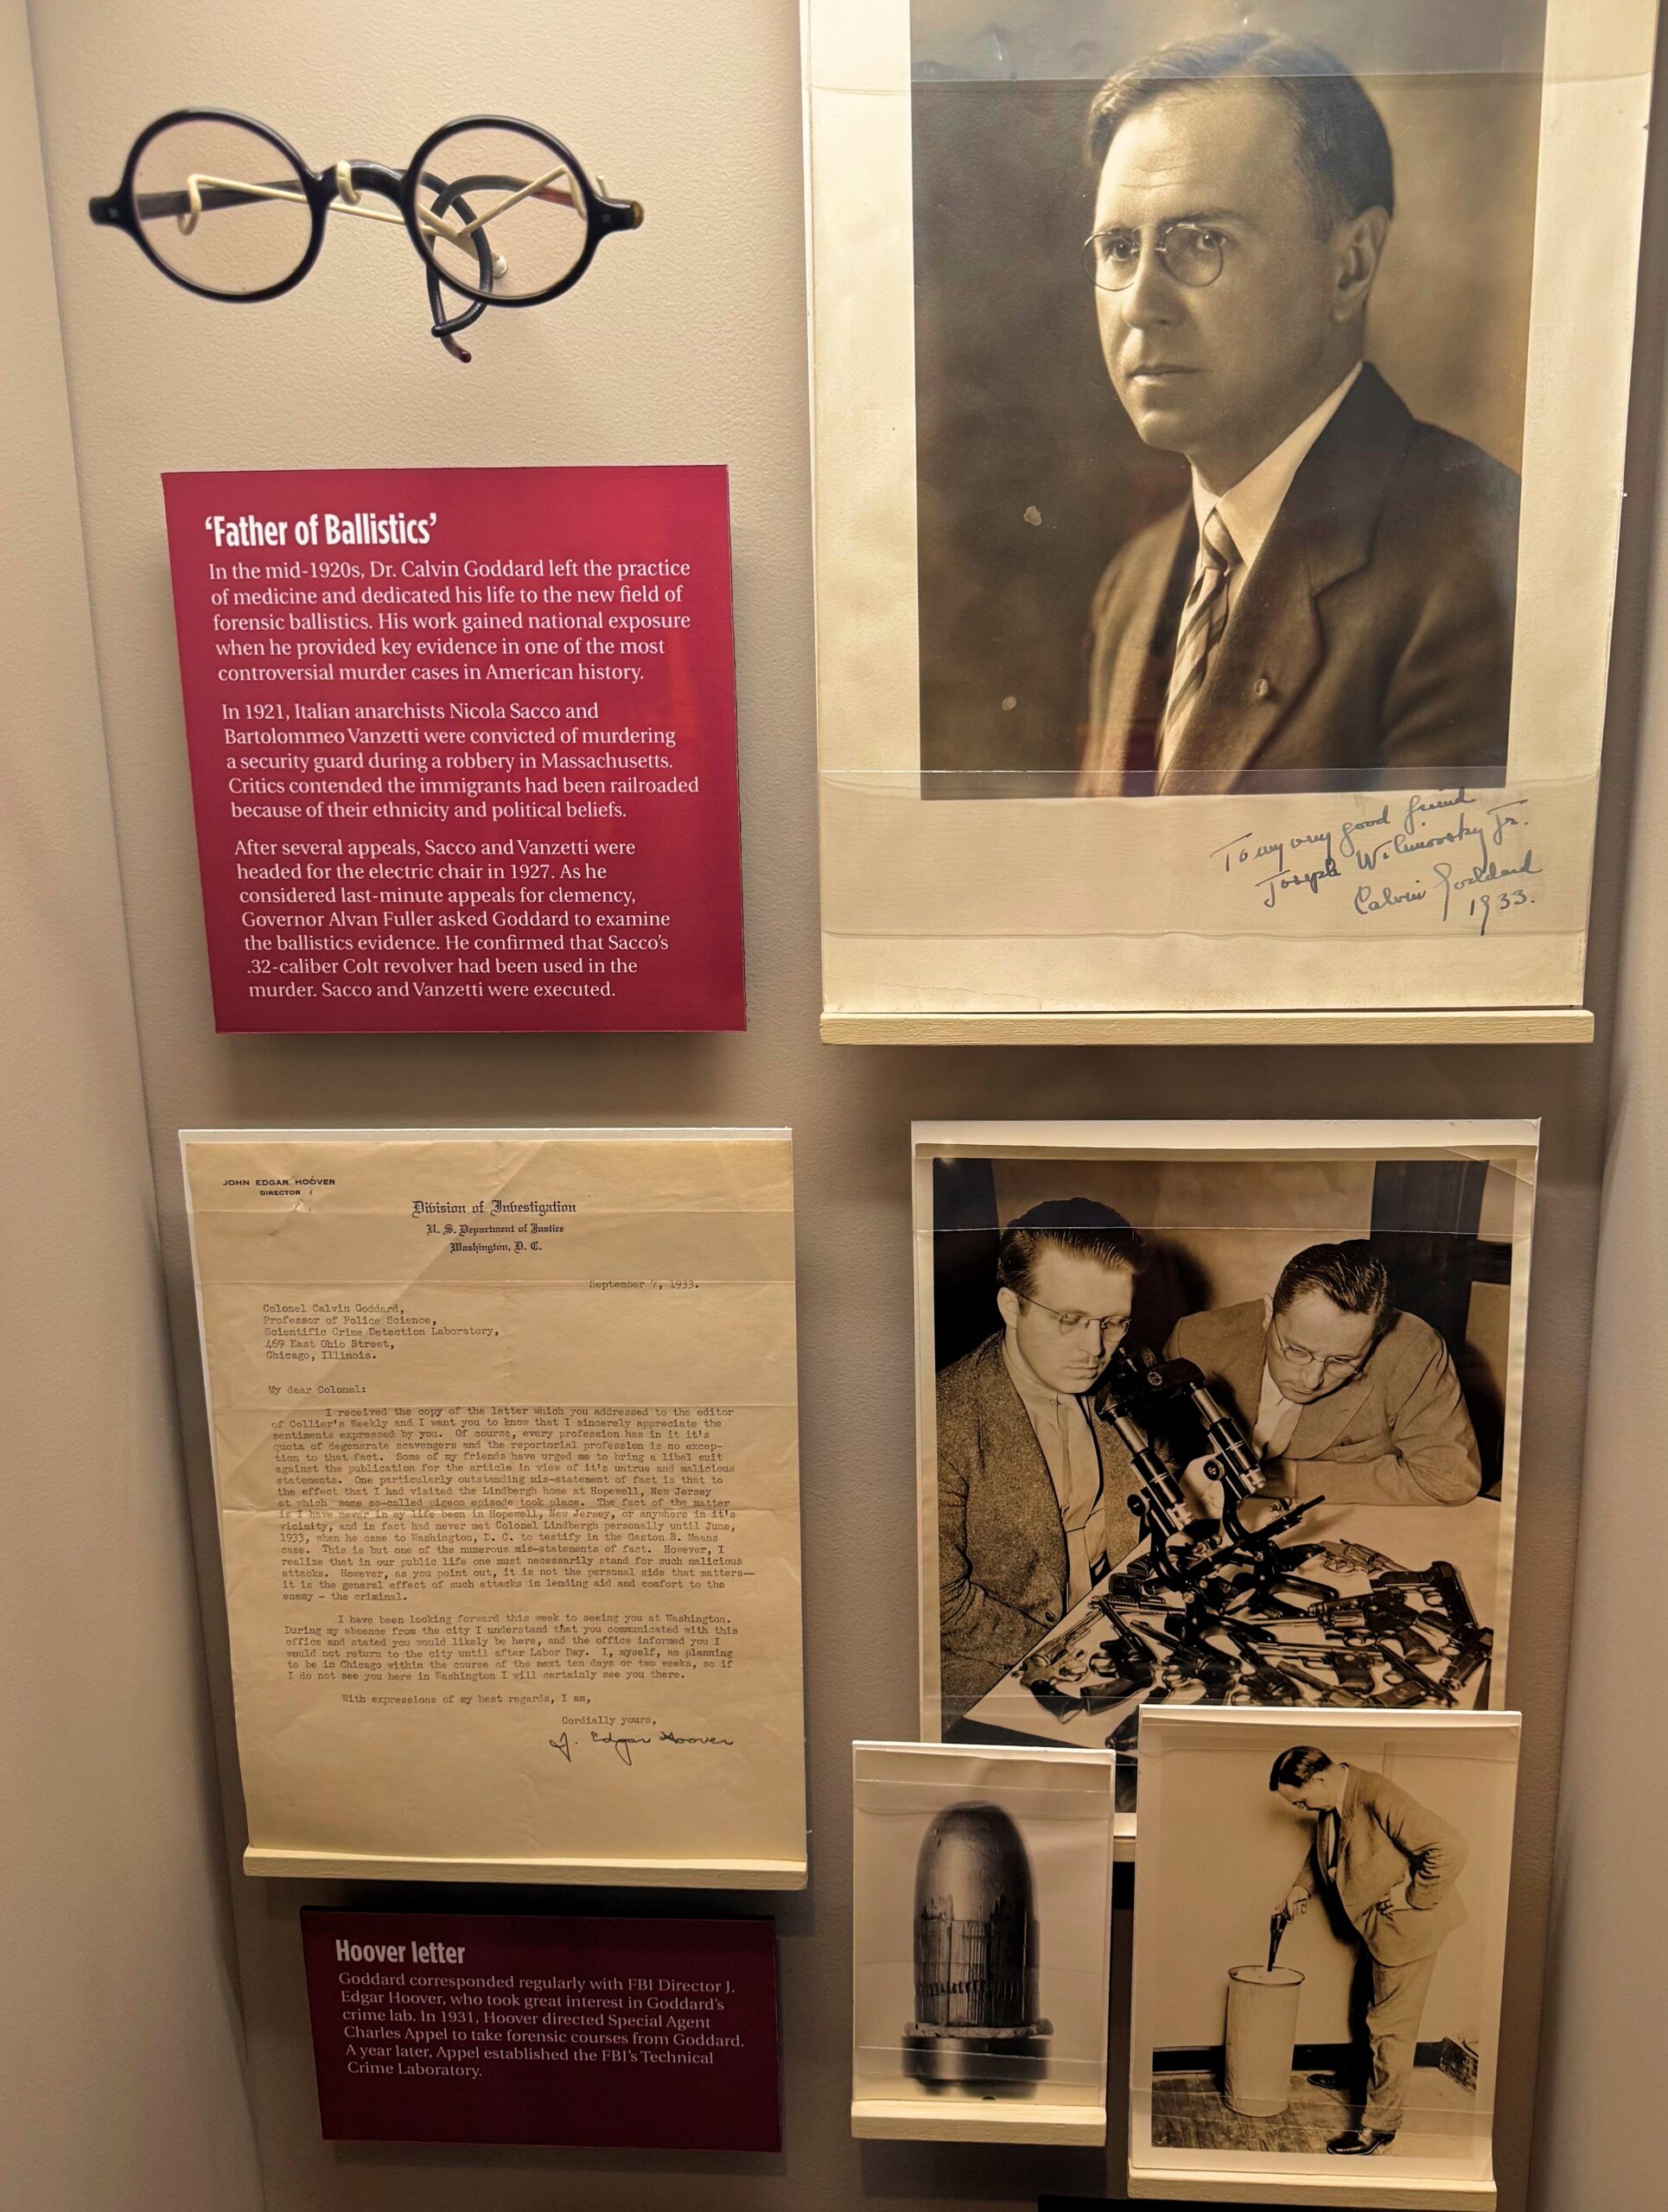 ‘Father of Ballistics’
In the mid-1920s, Dr. Calvin Goddard left the practice
of medicine and dedicated his life to the new field of
forensic ballistics. His work gained national exposure
when he provided key evidence in one of the most
controversial murder cases in American history.
In 1921, Italian anarchists Nicola Sacco and
Bartolommeo Vanzetti were convicted of murdering
a security guard during a robbery in Massachusetts.
Critics contended the immigrants had been railroaded
because of their ethnicity and political beliefs.
After several appeals, Sacco and Vanzetti were
headed for the electric chair in 1927. As he
considered last-minute appeals for clemency,
Governor Alvan Fuller asked Goddard to examine
the ballistics evidence. He confirmed that Sacco’s
.32-caliber Colt revolver had been used in the
murder. Sacco and Vanzetti were executed.
To my very good friend
Joseph Wilimovsky Jr.
Calvin Goddard
1933.
JOHN EDGAR HOOVER
DIRECTOR
Division of Investigation
U. S. Department of Justice
Washington, D. C.
September 7, 1933.
Colonel Calvin Goddard,
Professor of Police Science,
Scientific Crime Detection Laboratory,
469 East Ohio Street,
Chicago, Illinois.
My dear Colonel:
I received the copy of the letter which you addressed to the editor
of Collier's Weekly and I want you to know that I sincerely appreciate the
sentiments expressed by you. Of course, every profession has in it it's
quota of degenerate scavengers and the reportorial profession is no excep-
tion to that fact. Some of my friends have urged me to bring a libel suit
against the publication for the article in view of it's untrue and malicious
statements. One particularly outstanding mis-statement of fact is that to
the effect that I had visited the Lindbergh home at Hopewell, New Jersey
at which some so-called pigeon episode took place. The fact of the matter
is I have never in my life been in Hopewell, New Jersey, or anywhere in it's
vicinity, and in fact had never met Colonel Lindbergh personally until June,
1933, when he came to Washington, D. C. to testify in the Gaston B. Means
case. This is but one of the numerous mis-statements of fact. However, I
realize that in our public life one must necessarily stand for such malicious
attacks. However, as you point out, it is not the personal side that matters--
it is the general effect of such attacks in lending aid and comfort to the
enemy - the criminal.
I have been looking forward this week to seeing you at Washington.
During my absence from the city I understand that you communicated with this
office and stated you would likely be here, and the office informed you I
would not return to the city until after Labor Day. I, myself, am planning
to be in Chicago within the course of the next ten days or two weeks, so if
I do not see you here in Washington I will certainly see you there.
With expressions of my best regards, I am,
Cordially yours,
J. Edgar Hoover
Hoover letter
Goddard corresponded regularly with FBI Director J.
Edgar Hoover, who took great interest in Goddard’s
crime lab. In 1931, Hoover directed Special Agent
Charles Appel to take forensic courses from Goddard.
A year later, Appel established the FBI’s Technical
Crime Laboratory.